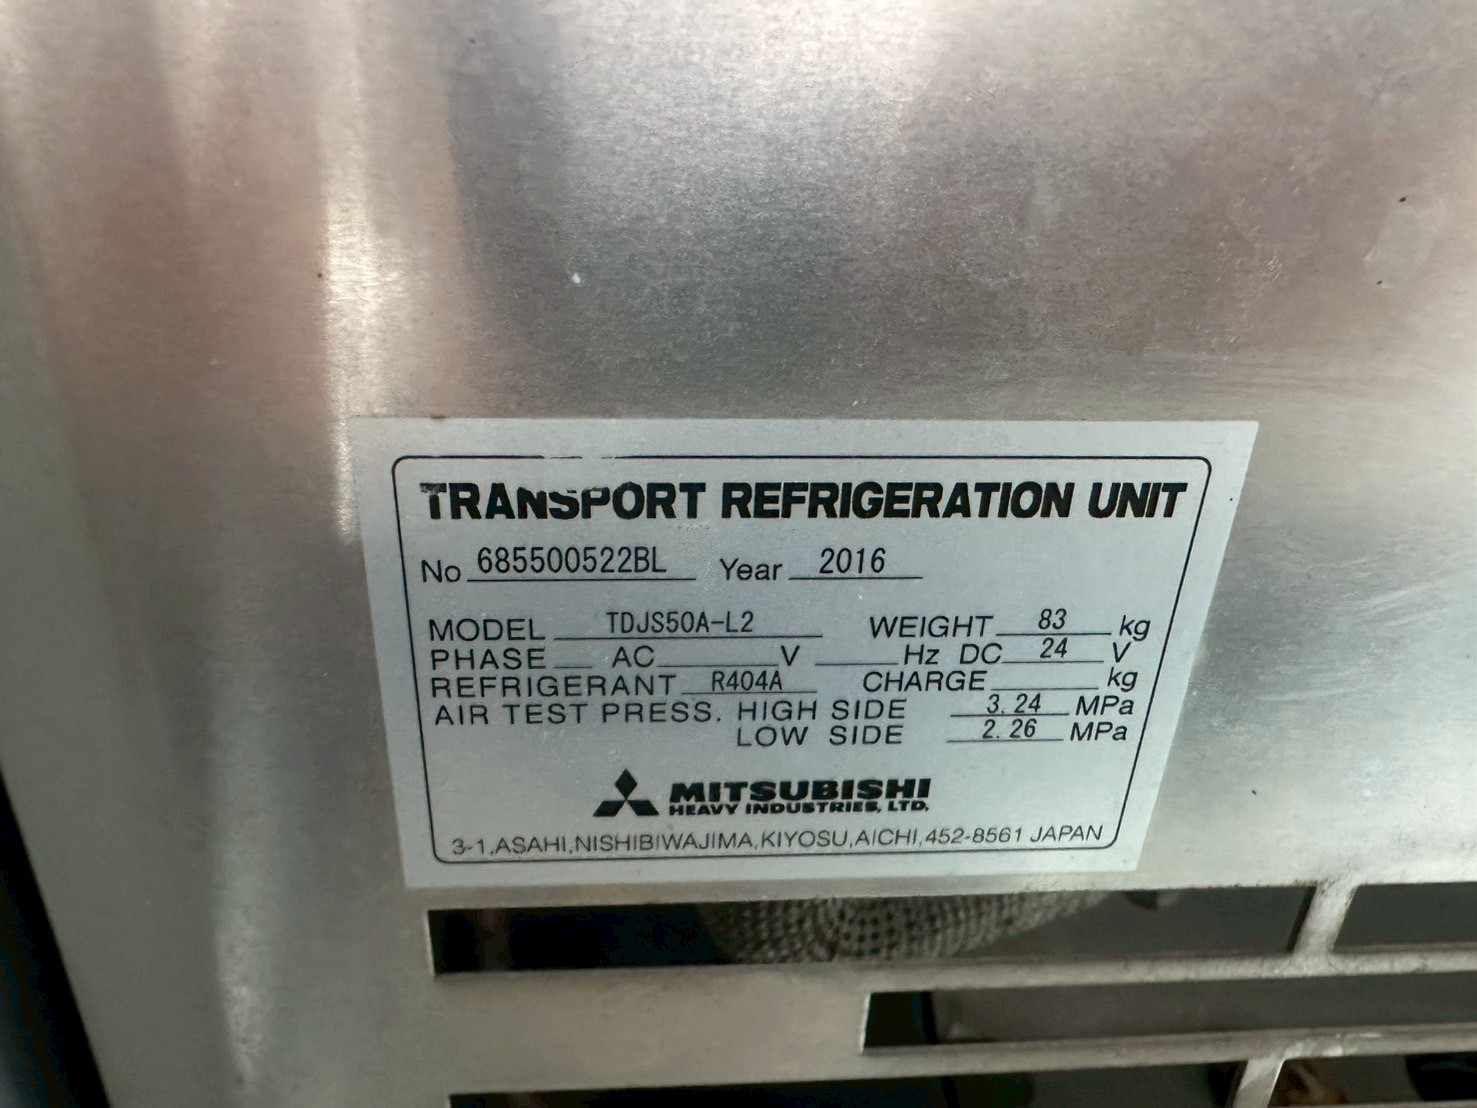 TRANSPORT REFRIGERATION UNIT
No 685500522BL Year 2016
MODEL TDJS50A-L2 WEIGHT 83 kg
PHASE AC V Hz DC 24 V
REFRIGERANT R404A CHARGE kg
AIR TEST PRESS. HIGH SIDE 3.24 MPa
LOW SIDE 2.26 MPa
MITSUBISHI
HEAVY INDUSTRIES, LTD.
3-1,ASAHI,NISHIBIWAJIMA,KIYOSU,AICHI,452-8561 JAPAN